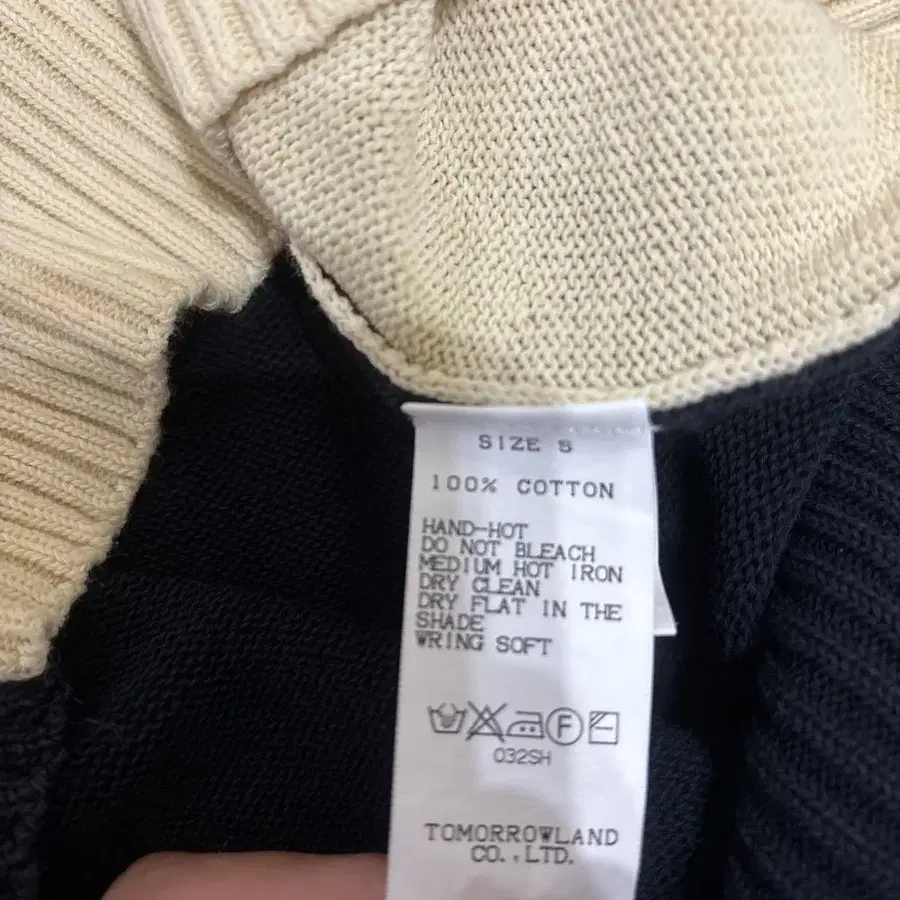 SIZE S
100% COTTON
HAND-HOT
DO NOT BLEACH
MEDIUM HOT IRON
DRY CLEAN
DRY FLAT IN THE
SHADE
WRING SOFT
F
032SH
TOMORROWLAND
CO.,LTD.